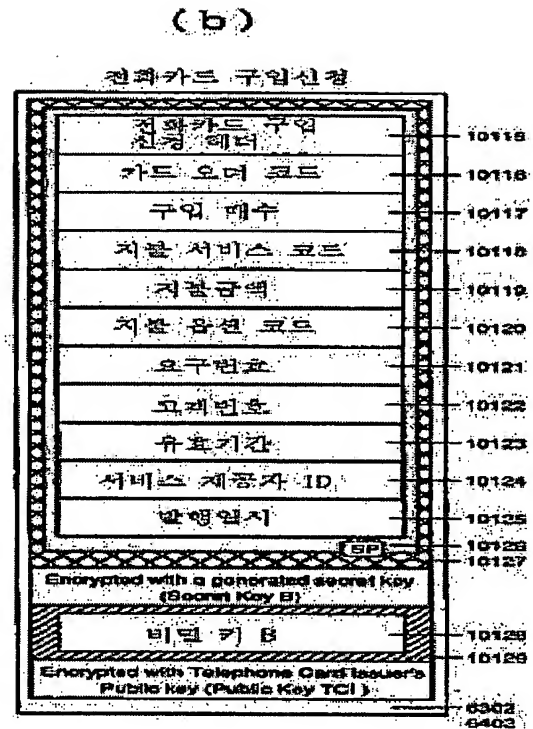 (b)
전화카드 구입신청
전화카드 구입
신청 헤더 10115
카드 오더 코드 10116
구입 매수 10117
지불 서비스 코드 10118
지불금액 10119
지불 옵션 코드 10120
요구번호 10121
고객번호 10122
유효기간 10123
서비스 제공자 ID 10124
발행일시 10125
SP 10126
10127
Encrypted with a generated secret key
(Secret Key B)
비밀 키 B 10128
10129
Encrypted with Telephone Card Issuer's
Public key (Public Key TCI)
6302
6403